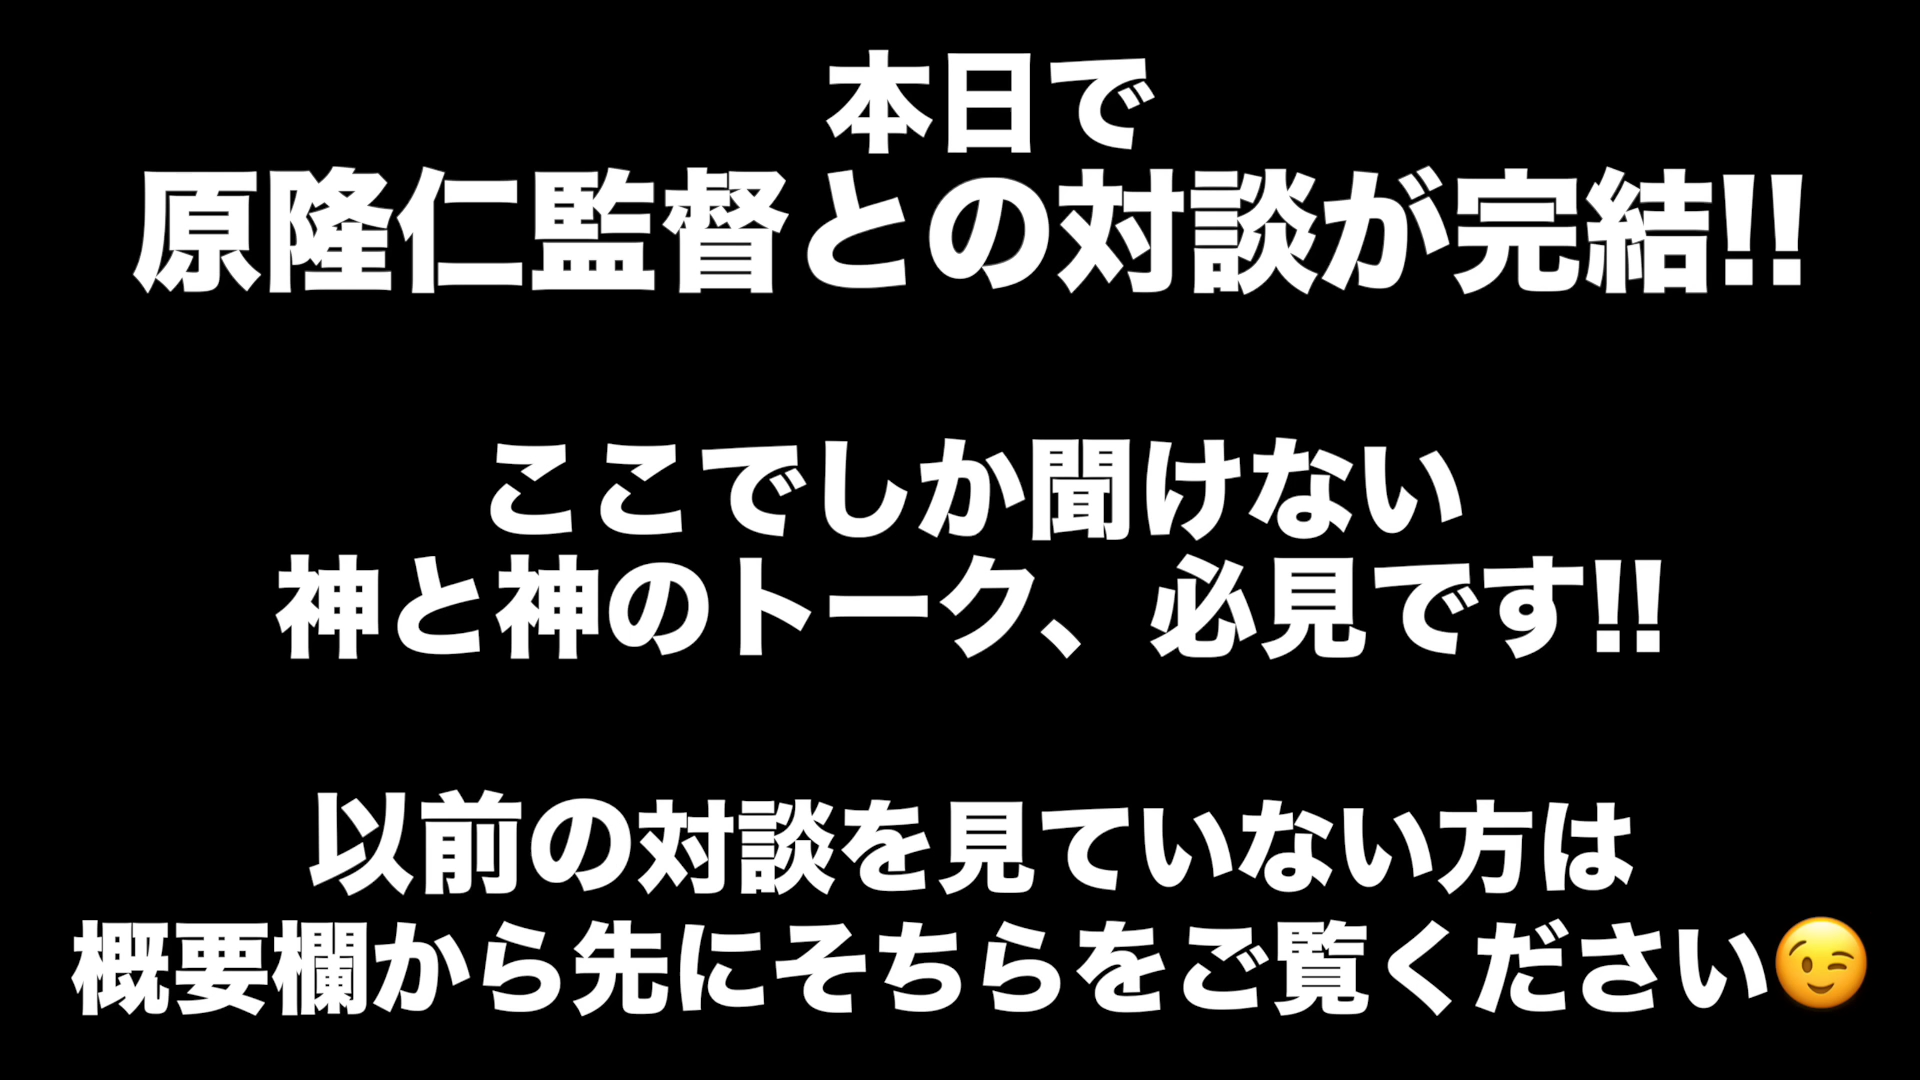 本日で
原隆仁監督との対談が完結!!
ここでしか聞けない
神と神のトーク、必見です!!
以前の対談を見ていない方は
概要欄から先にそちらをご覧ください😉